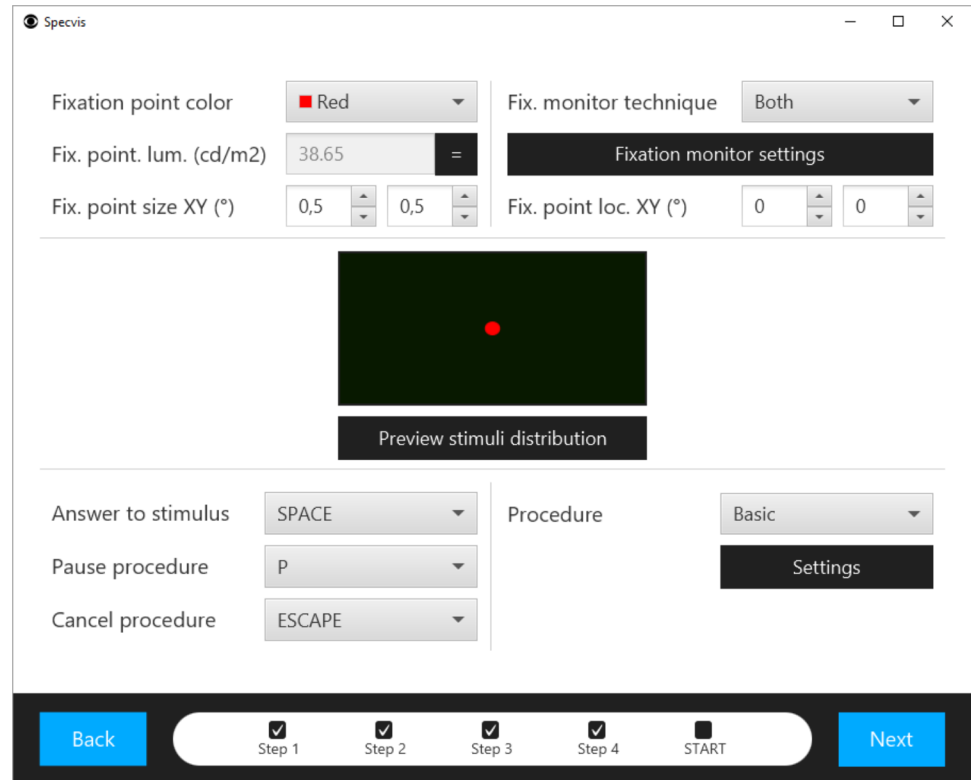 Specvis
Fixation point color
Red
Fix. monitor technique
Both
Fix. point. lum. (cd/m2)
38.65
=
Fixation monitor settings
Fix. point size XY (°)
0,5
0,5
Fix. point loc. XY (°)
0
0
Preview stimuli distribution
Answer to stimulus
SPACE
Procedure
Basic
Pause procedure
P
Settings
Cancel procedure
ESCAPE
Back
Step 1
Step 2
Step 3
Step 4
START
Next